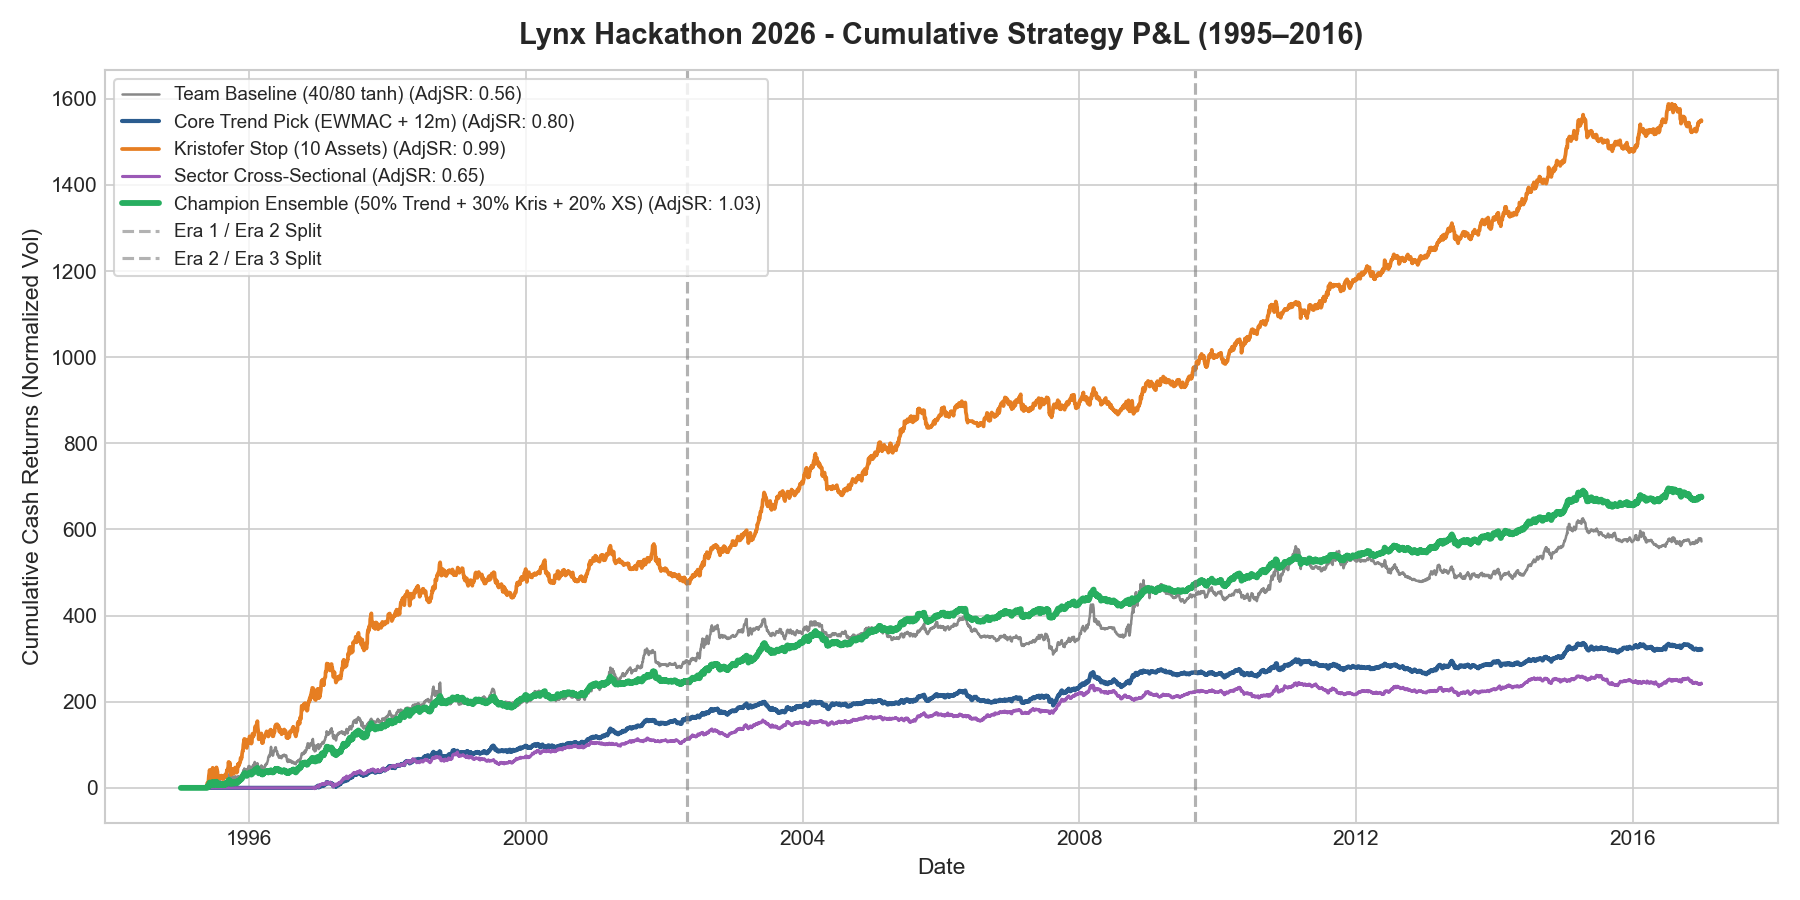 Lynx Hackathon 2026 - Cumulative Strategy P&L (1995–2016)
Team Baseline (40/80 tanh) (AdjSR: 0.56)
Core Trend Pick (EWMAC + 12m) (AdjSR: 0.80)
Kristofer Stop (10 Assets) (AdjSR: 0.99)
Sector Cross-Sectional (AdjSR: 0.65)
Champion Ensemble (50% Trend + 30% Kris + 20% XS) (AdjSR: 1.03)
Era 1 / Era 2 Split
Era 2 / Era 3 Split
Cumulative Cash Returns (Normalized Vol)
1600
1400
1200
1000
800
600
400
200
0
1996 2000 2004 2008 2012 2016
Date